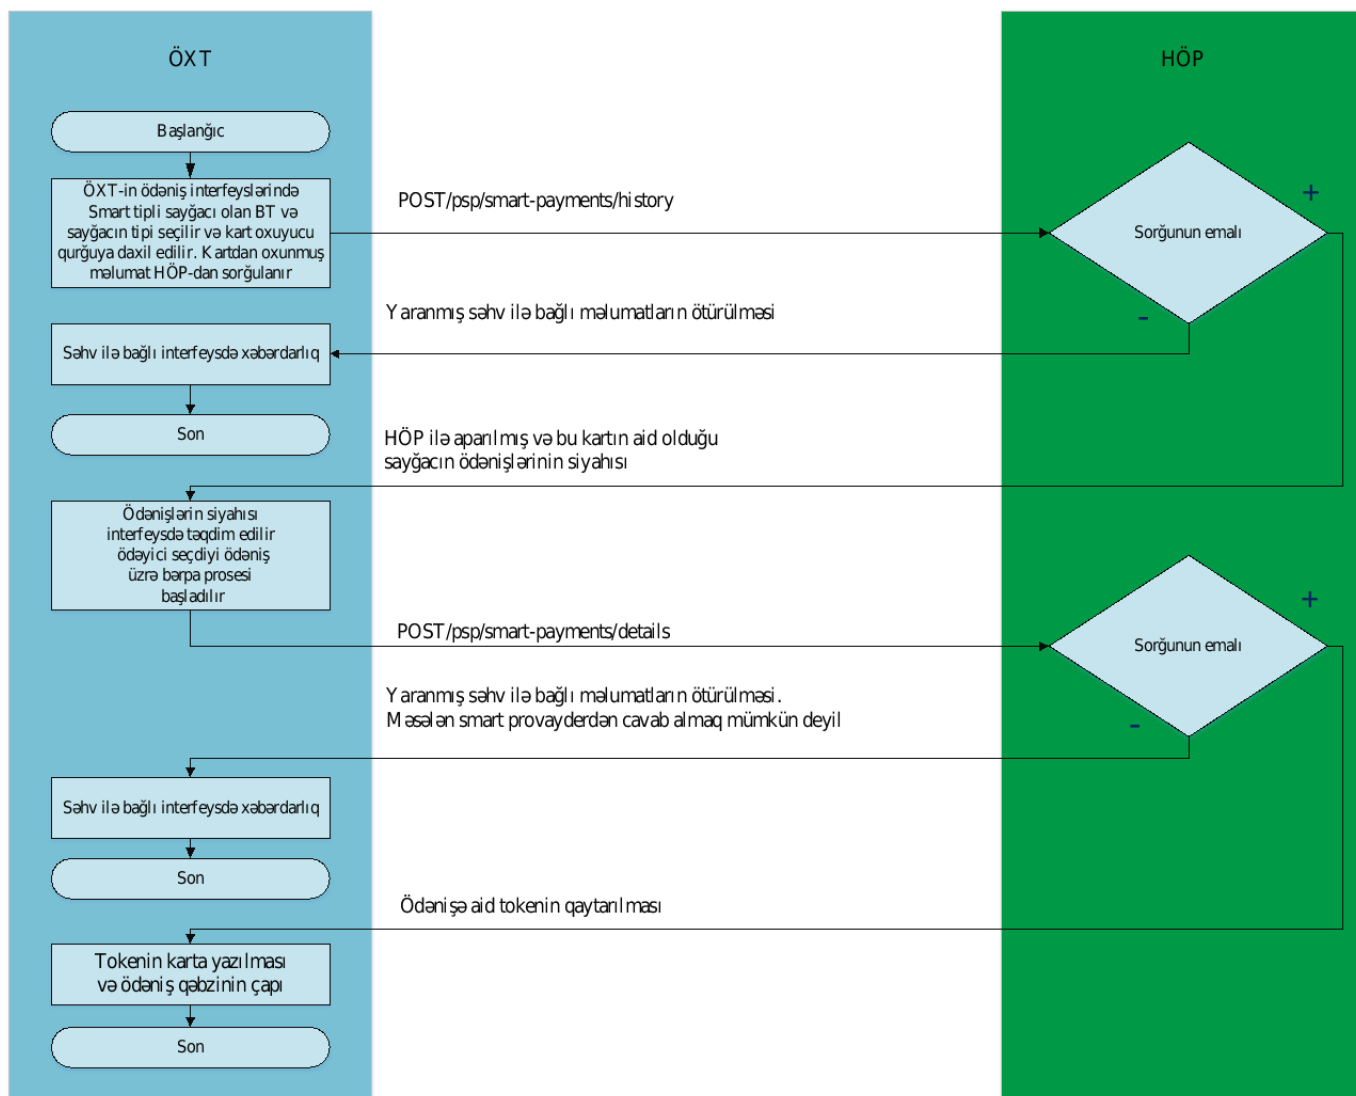 ÖXT
HÖP
Başlanğıc
ÖXT-in ödəniş interfeyslərində
Smart tipli sayğacı olan BT və
sayğacın tipi seçilir və kart oxuyucu
qurğuya daxil edilir. Kartdan oxunmuş
məlumat HÖP-dan sorğulanır
POST/psp/smart-payments/history
+
Sorğunun emalı
-
Yaranmış səhv ilə bağlı məlumatların ötürülməsi
Səhv ilə bağlı interfeysdə xəbərdarlıq
Son
HÖP ilə aparılmış və bu kartın aid olduğu
sayğacın ödənişlərinin siyahısı
Ödənişlərin siyahısı
interfeysdə təqdim edilir
ödəyici seçdiyi ödəniş
üzrə bərpa prosesi
başladılır
POST/psp/smart-payments/details
+
Sorğunun emalı
-
Yaranmış səhv ilə bağlı məlumatların ötürülməsi.
Məsələn smart provayderdən cavab almaq mümkün deyil
Səhv ilə bağlı interfeysdə xəbərdarlıq
Son
Ödənişə aid tokenin qaytarılması
Tokenin karta yazılması
və ödəniş qəbzinin çapı
Son